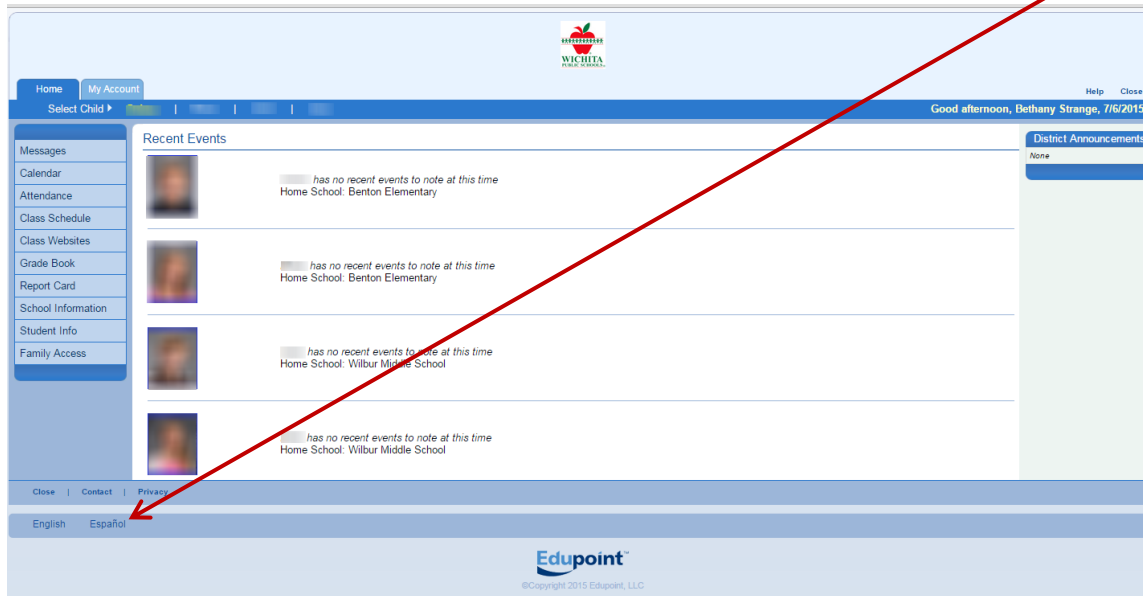 WICHITA
PUBLIC SCHOOLS
Home My Account
Help Close
Select Child | | |
Good afternoon, Bethany Strange, 7/6/2015
Messages
Calendar
Attendance
Class Schedule
Class Websites
Grade Book
Report Card
School Information
Student Info
Family Access
Recent Events
has no recent events to note at this time
Home School: Benton Elementary
has no recent events to note at this time
Home School: Benton Elementary
has no recent events to note at this time
Home School: Wilbur Middle School
has no recent events to note at this time
Home School: Wilbur Middle School
District Announcements
None
Close | Contact | Privacy
English Español
Edupoint™
©Copyright 2015 Edupoint, LLC